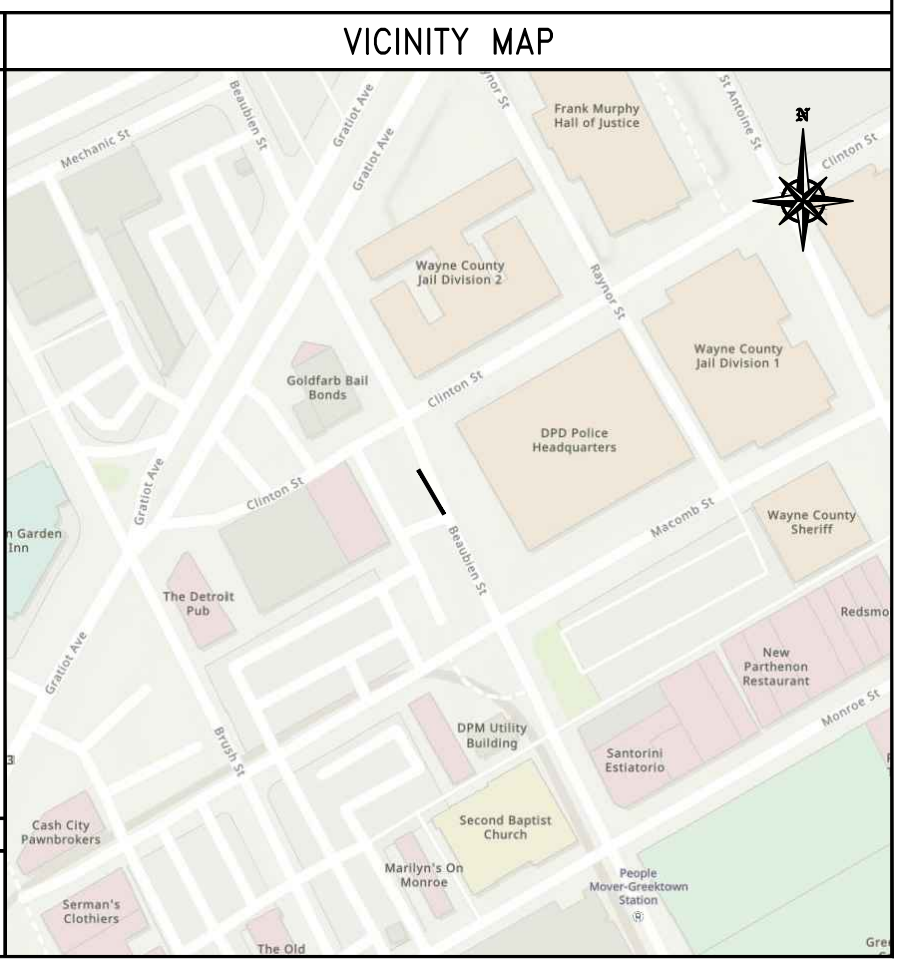 VICINITY MAP
Beaubien St
Gratiot Ave
Gratiot Ave
ynor St
Frank Murphy
Hall of Justice
St Antoine St
N
Clinton St
Mechanic St
Wayne County
Jail Division 2
Raynor St
Wayne County
Jail Division 1
Goldfarb Bail
Bonds
Clinton St
DPD Police
Headquarters
Gratiot Ave
Clinton St
Macomb St
Wayne County
Sheriff
n Garden
Inn
Beaubien St
The Detroit
Pub
Redsmo
Gratiot Ave
New
Parthenon
Restaurant
Monroe St
DPM Utility
Building
Brush St
Santorini
Estiatorio
3
Cash City
Pawnbrokers
Second Baptist
Church
Marilyn's On
Monroe
People
Mover-Greektown
Station
Serman's
Clothiers
The Old
Gree